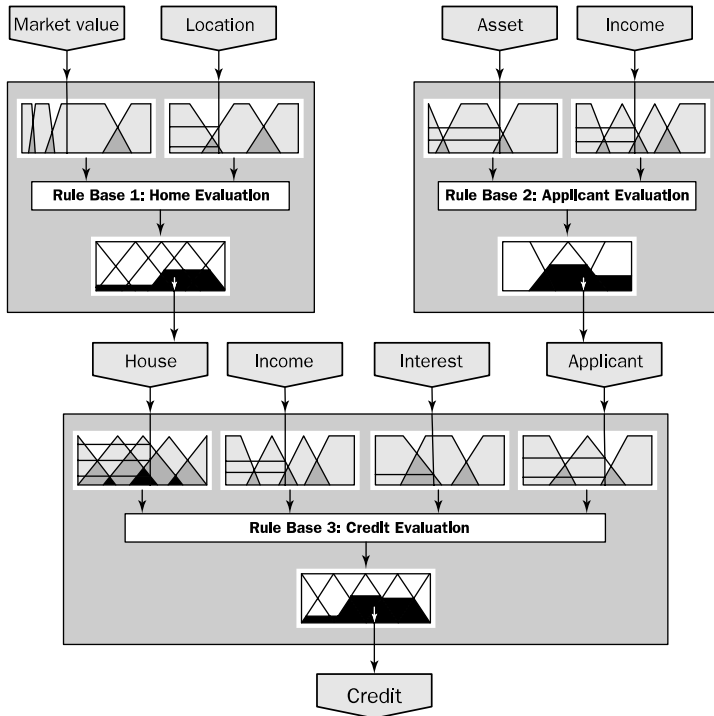 Market value
Location
Asset
Income
Rule Base 1: Home Evaluation
Rule Base 2: Applicant Evaluation
House
Income
Interest
Applicant
Rule Base 3: Credit Evaluation
Credit